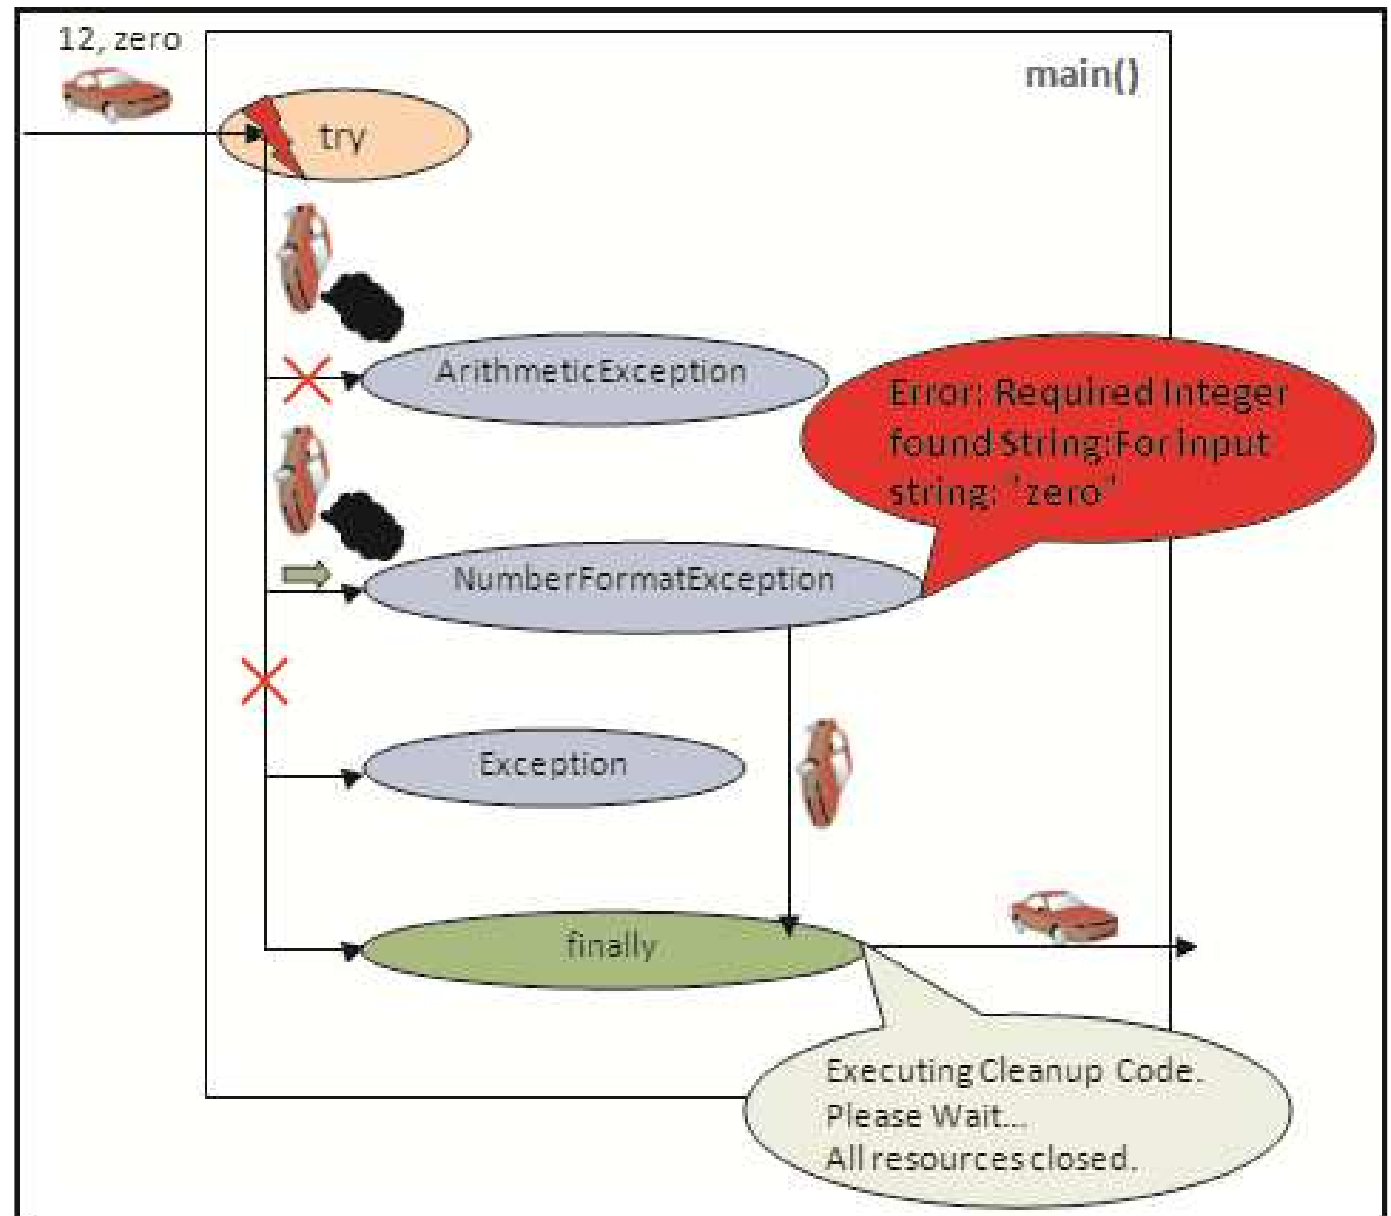 12, zero
main()
try
ArithmeticException
Error: Required Integer
found String:For input
string: "zero"
NumberFormatException
Exception
finally
Executing Cleanup Code.
Please Wait...
All resources closed.